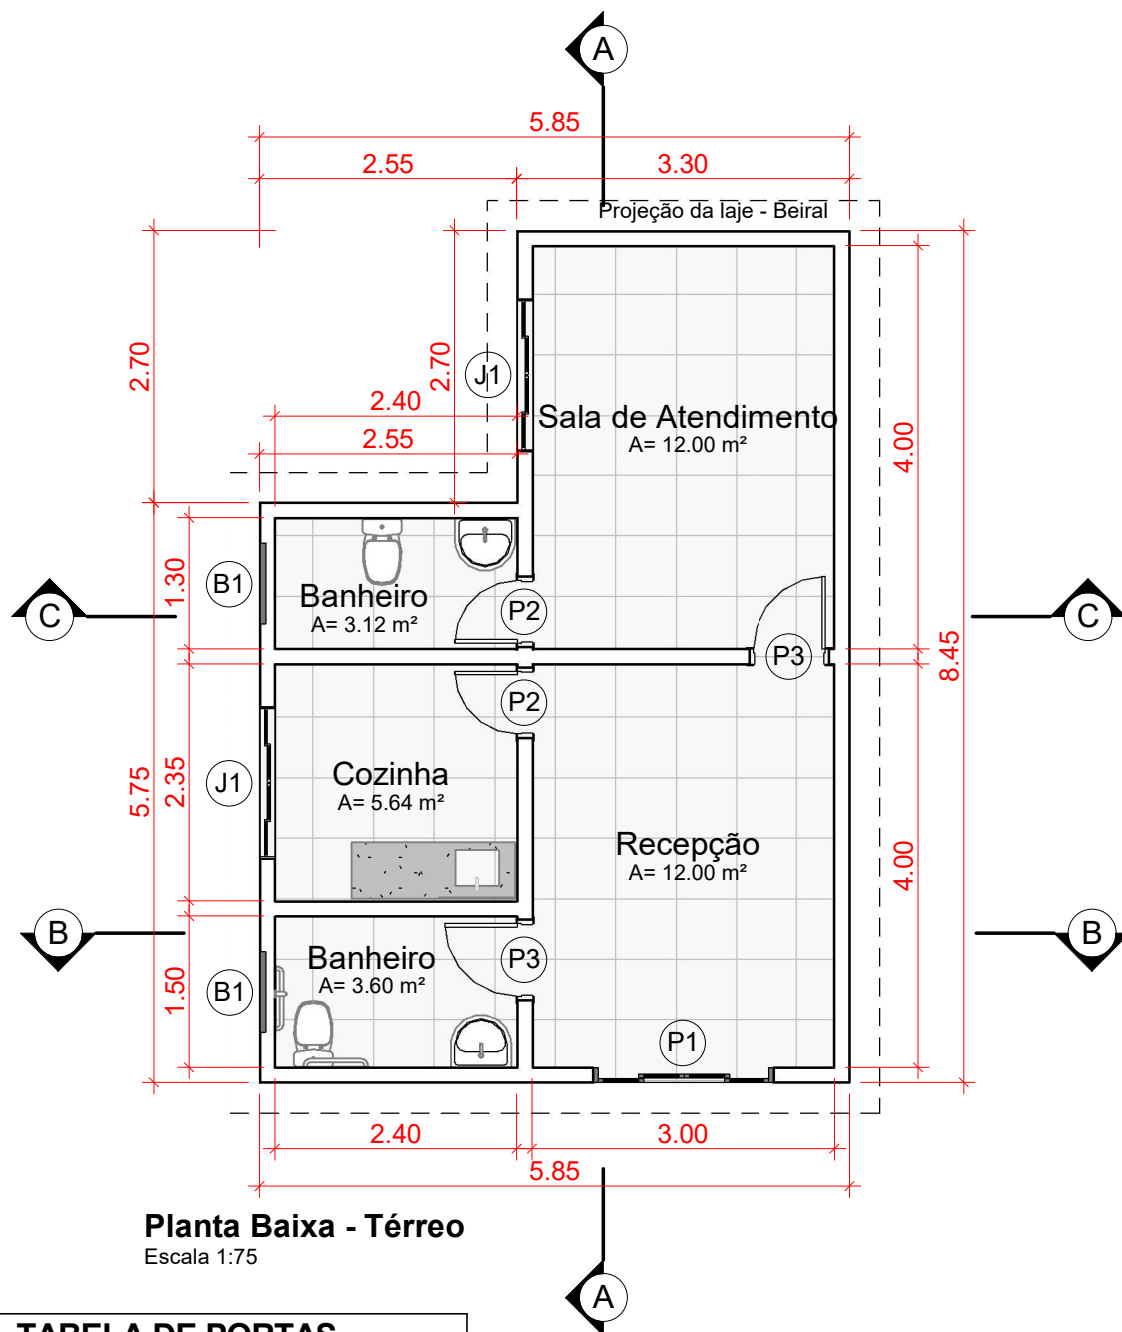 A
5.85
2.55
3.30
Projeção da laje - Beiral
2.70
2.70
J1
2.40
2.55
Sala de Atendimento
A= 12.00 m²
4.00
B1
1.30
Banheiro
A= 3.12 m²
P2
C
C
P3
8.45
P2
J1
5.75
2.35
Cozinha
A= 5.64 m²
Recepção
A= 12.00 m²
4.00
B
B
Banheiro
A= 3.60 m²
P3
B1
1.50
P1
2.40
3.00
5.85
Planta Baixa - Térreo
Escala 1:75
A
TABELA DE PORTAS